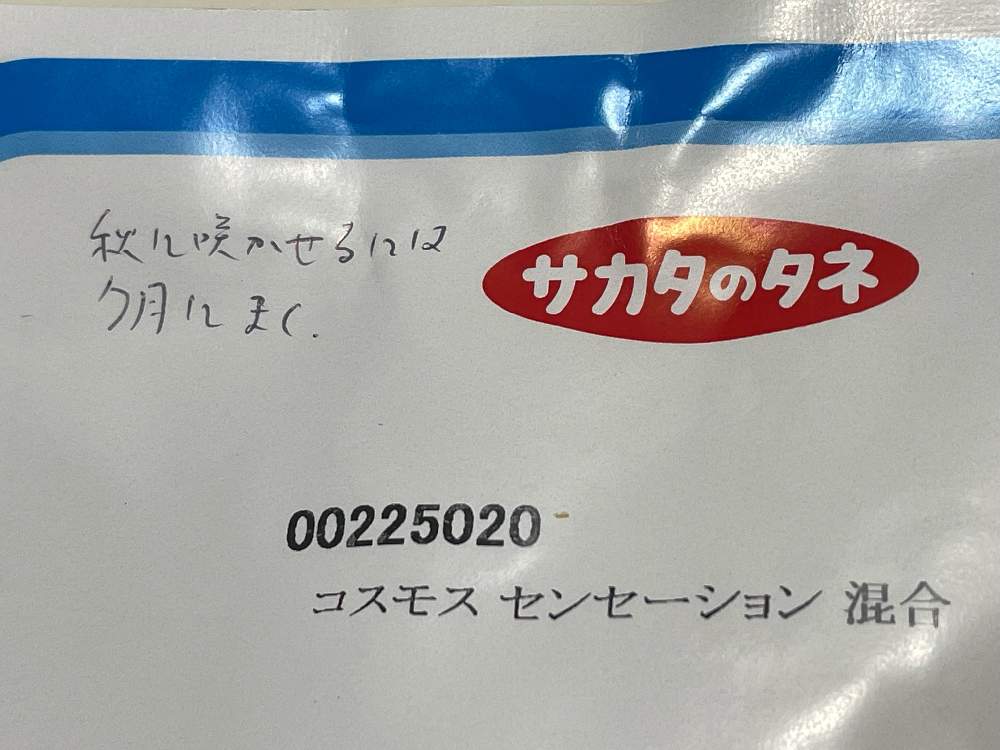 秋に咲かせるには
7月にまく.
サカタのタネ
00225020
コスモス センセーション 混合